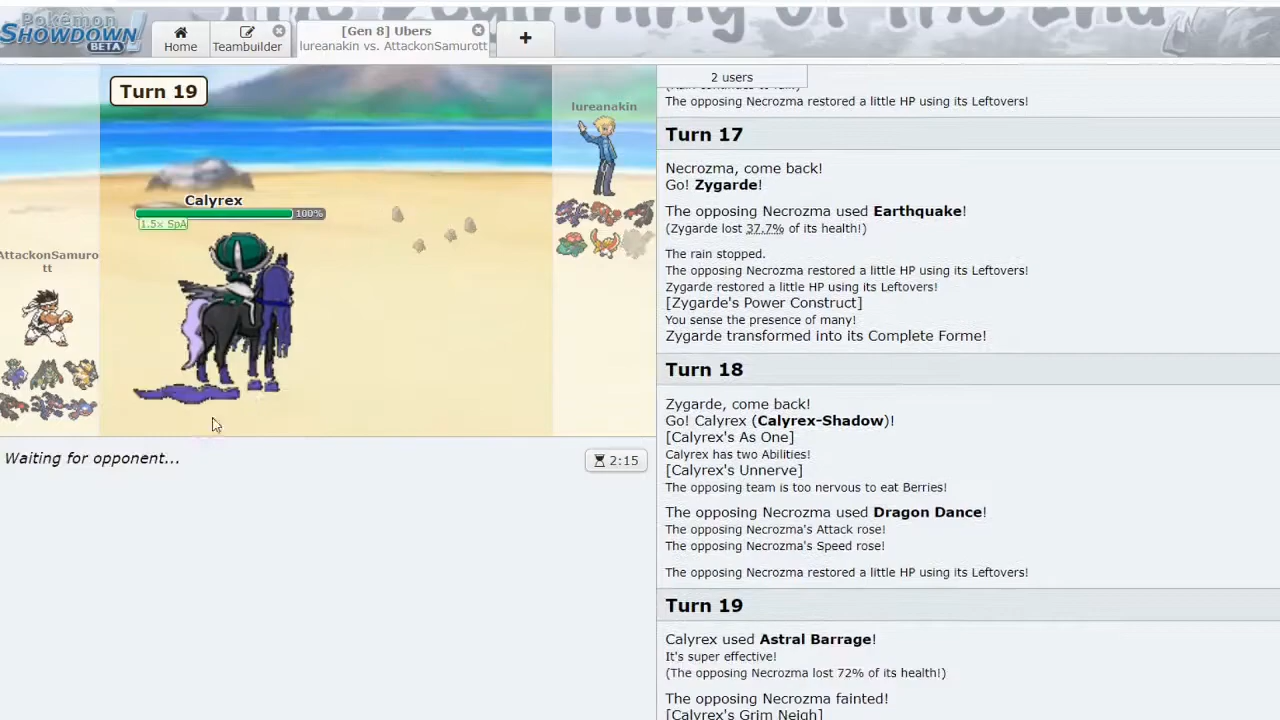 The Beginning of the End
Pokémon
SHOWDOWN
BETA
Home
Teambuilder
[Gen 8] Ubers
lureanakin vs. AttackonSamurott
+
Turn 19
lureanakin
Calyrex
100%
1.5x SpA
AttackonSamuro
tt
Waiting for opponent...
2:15
2 users
The opposing Necrozma restored a little HP using its Leftovers!
Turn 17
Necrozma, come back!
Go! Zygarde!
The opposing Necrozma used Earthquake!
(Zygarde lost 37.7% of its health!)
The rain stopped.
The opposing Necrozma restored a little HP using its Leftovers!
Zygarde restored a little HP using its Leftovers!
[Zygarde's Power Construct]
You sense the presence of many!
Zygarde transformed into its Complete Forme!
Turn 18
Zygarde, come back!
Go! Calyrex (Calyrex-Shadow)!
[Calyrex's As One]
Calyrex has two Abilities!
[Calyrex's Unnerve]
The opposing team is too nervous to eat Berries!
The opposing Necrozma used Dragon Dance!
The opposing Necrozma's Attack rose!
The opposing Necrozma's Speed rose!
The opposing Necrozma restored a little HP using its Leftovers!
Turn 19
Calyrex used Astral Barrage!
It's super effective!
(The opposing Necrozma lost 72% of its health!)
The opposing Necrozma fainted!
[Calyrex's Grim Neigh]